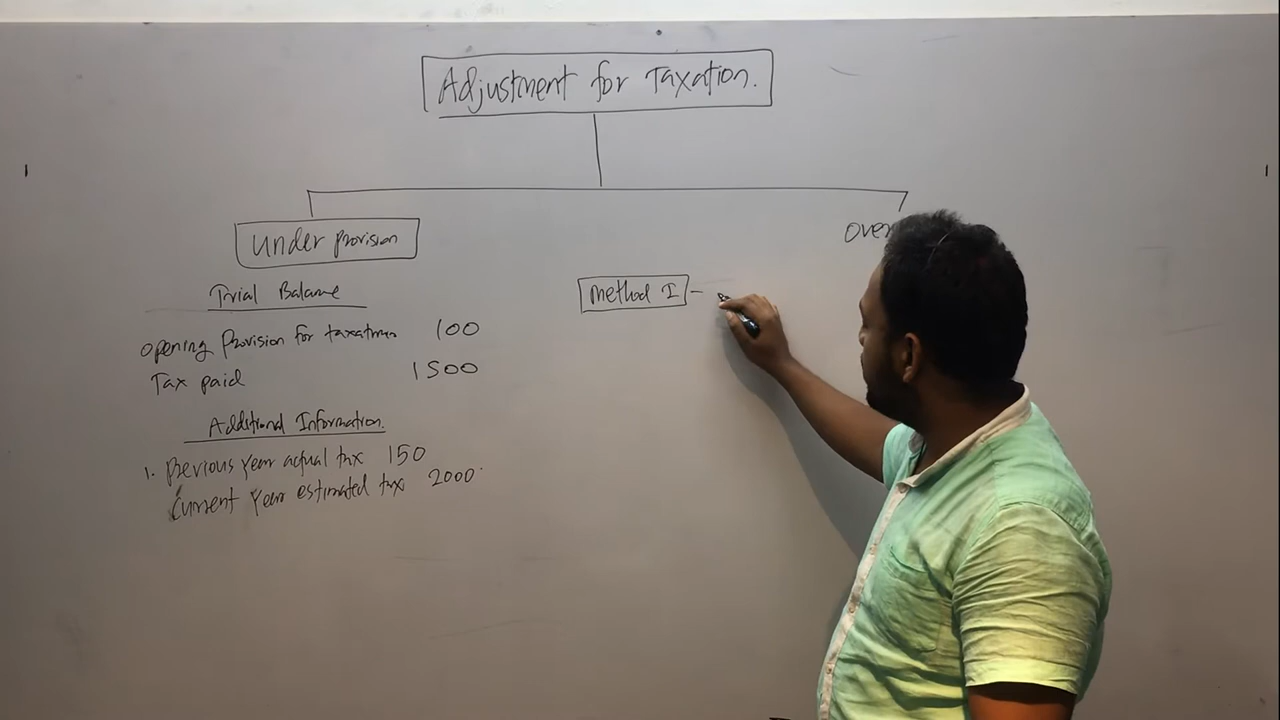 Adjustment for Taxation.
under provision
over
Trial Balance
method I -
opening provision for taxation 100
Tax paid 1500
Additional Information.
1. Previous Year actual tax 150
Current Year estimated tax 2000